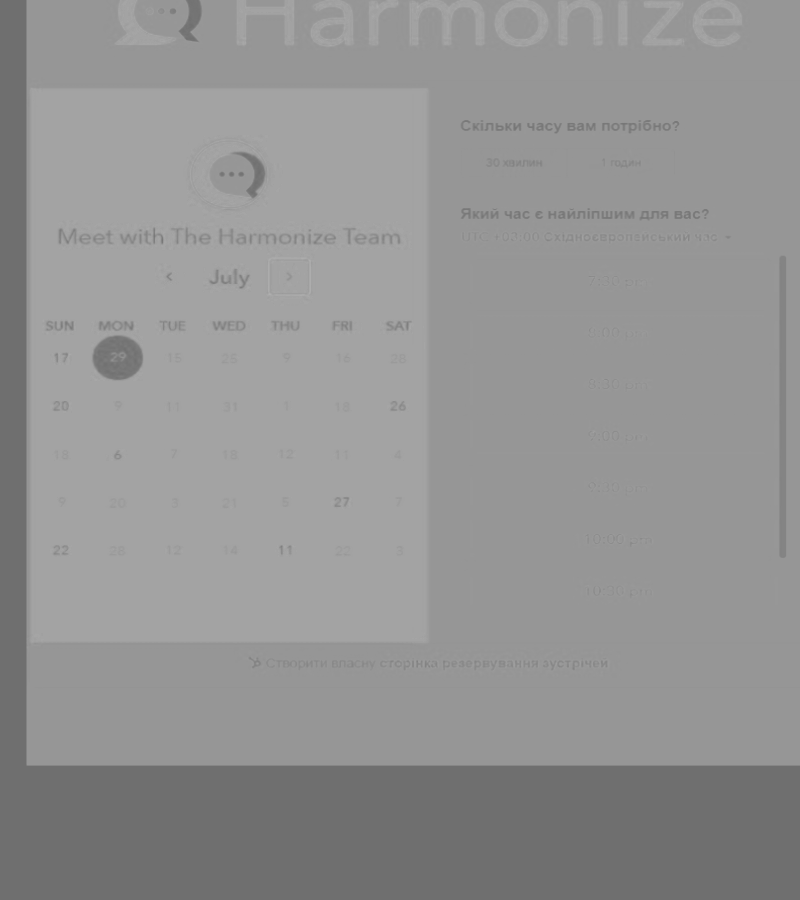 Harmonize
Meet with The Harmonize Team
July
SUN MON TUE WED THU FRI SAT
17 29 15 26 9 16 28
20 9 11 31 1 18 26
18 6 7 18 12 11 4
9 20 3 21 5 27 7
22 28 12 14 11 22 3
Скільки часу вам потрібно?
30 хвилин 1 годин
Який час є найліпшим для вас?
UTC +03:00 Східноєвропейський час
7:30 pm
8:00 pm
8:30 pm
9:00 pm
9:30 pm
10:00 pm
10:30 pm
Створити власну сторінка резервування зустрічей